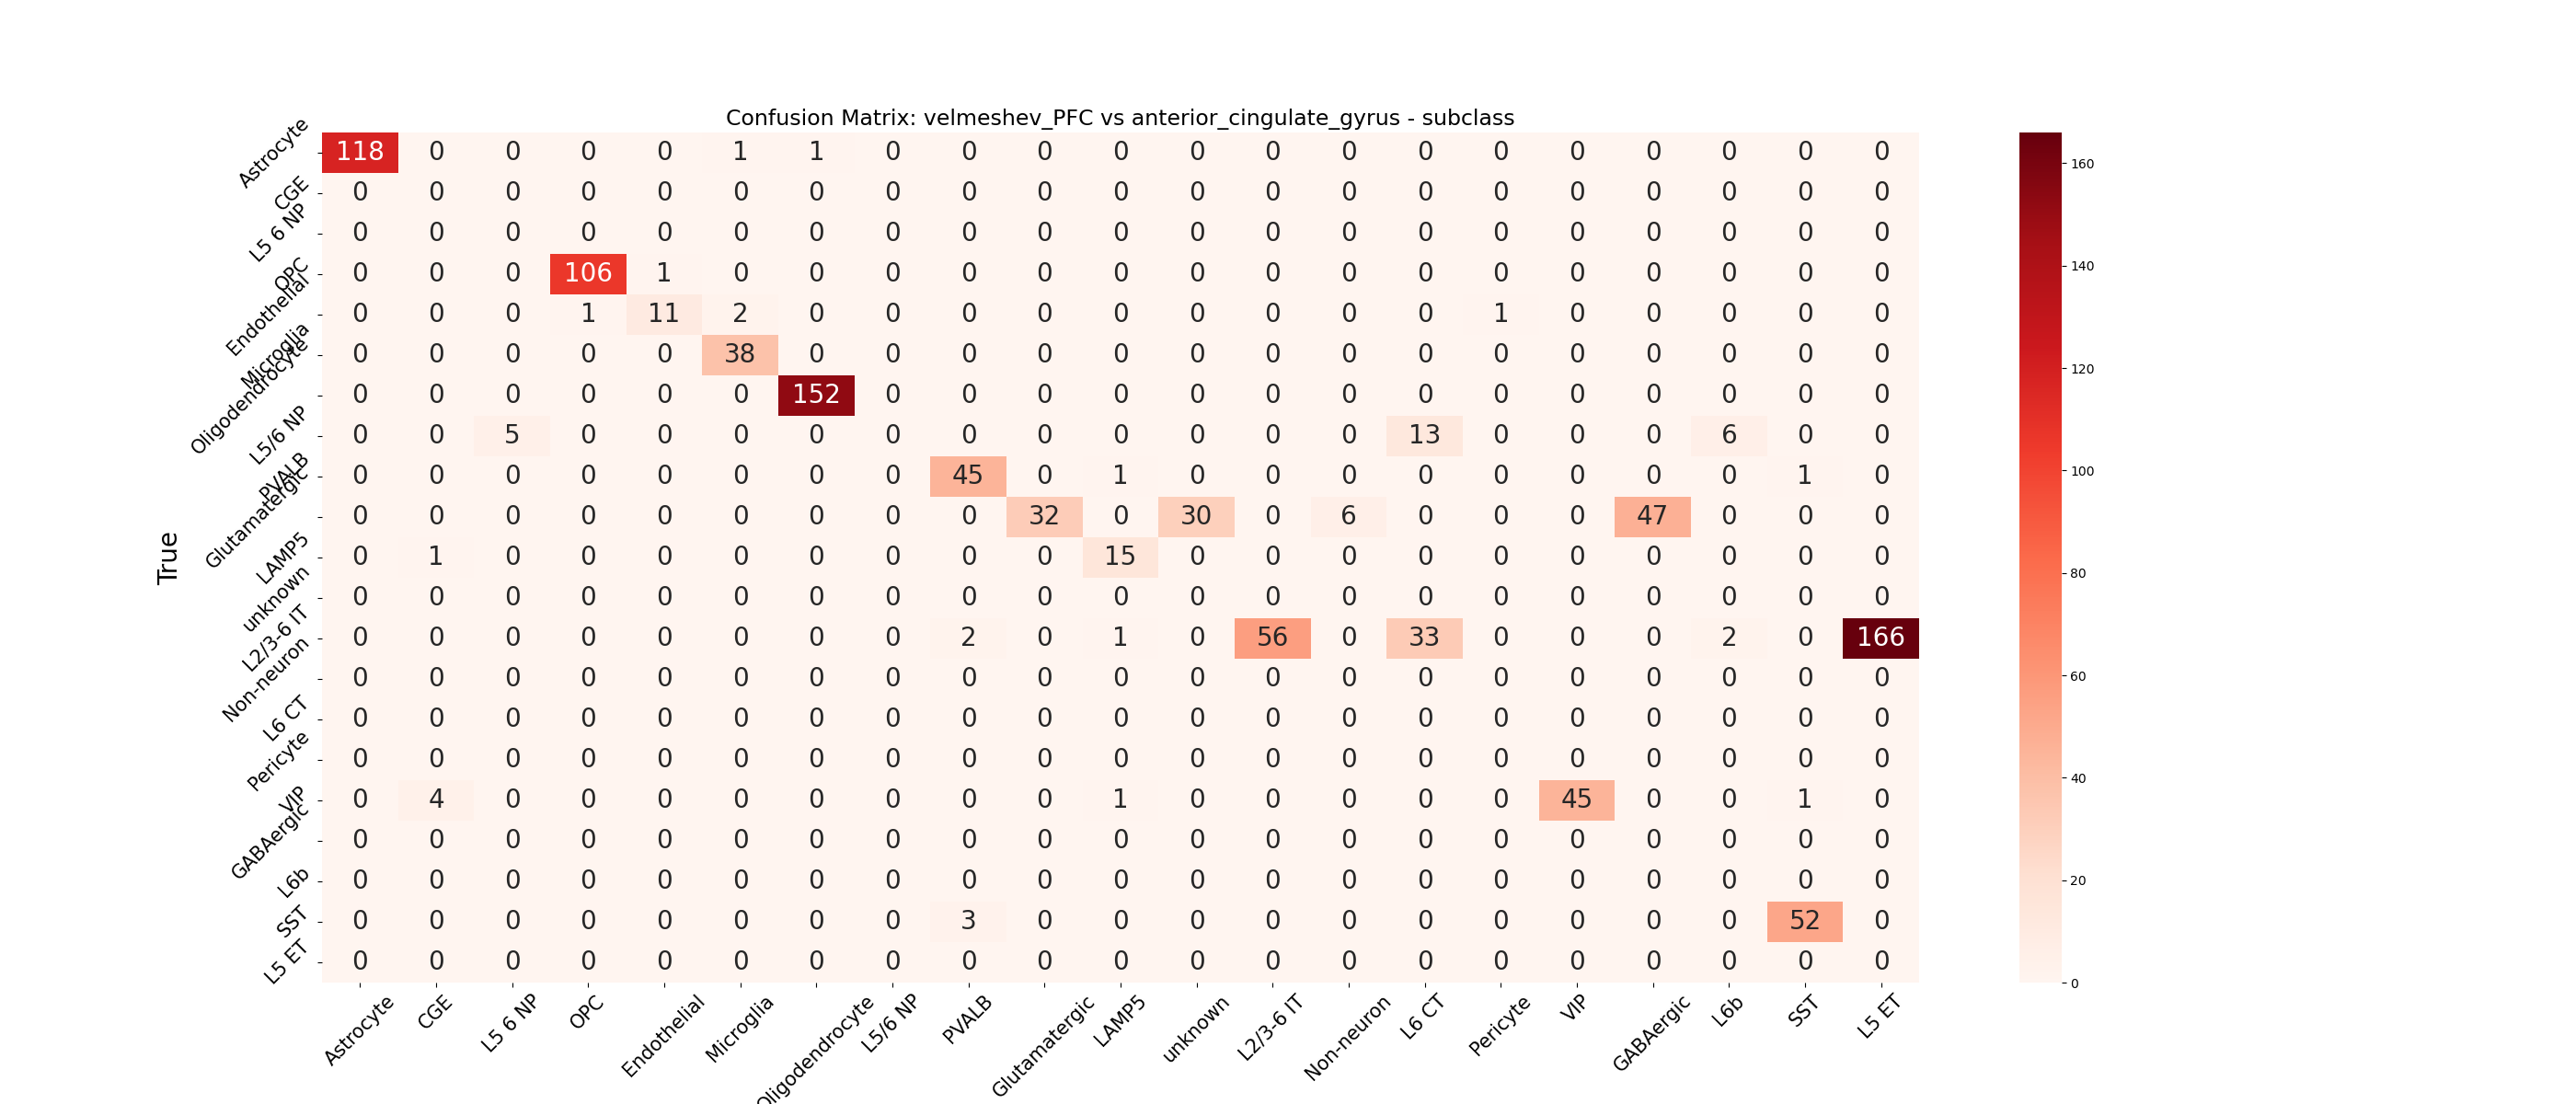 Confusion Matrix: velmeshev_PFC vs anterior_cingulate_gyrus - subclass
True
Astrocyte 118 0 0 0 0 1 1 0 0 0 0 0 0 0 0 0 0 0 0 0 0
CGE 0 0 0 0 0 0 0 0 0 0 0 0 0 0 0 0 0 0 0 0 0
L5 6 NP 0 0 0 0 0 0 0 0 0 0 0 0 0 0 0 0 0 0 0 0 0
OPC 0 0 0 106 1 0 0 0 0 0 0 0 0 0 0 0 0 0 0 0 0
Endothelial 0 0 0 1 11 2 0 0 0 0 0 0 0 0 0 1 0 0 0 0 0
Microglia 0 0 0 0 0 38 0 0 0 0 0 0 0 0 0 0 0 0 0 0 0
Oligodendrocyte 0 0 0 0 0 0 152 0 0 0 0 0 0 0 0 0 0 0 0 0 0
L5/6 NP 0 0 5 0 0 0 0 0 0 0 0 0 0 0 13 0 0 0 6 0 0
PVALB 0 0 0 0 0 0 0 0 45 0 1 0 0 0 0 0 0 0 0 1 0
Glutamatergic 0 0 0 0 0 0 0 0 0 32 0 30 0 6 0 0 0 47 0 0 0
LAMP5 0 1 0 0 0 0 0 0 0 0 15 0 0 0 0 0 0 0 0 0 0
unknown 0 0 0 0 0 0 0 0 0 0 0 0 0 0 0 0 0 0 0 0 0
L2/3-6 IT 0 0 0 0 0 0 0 0 2 0 1 0 56 0 33 0 0 0 2 0 166
Non-neuron 0 0 0 0 0 0 0 0 0 0 0 0 0 0 0 0 0 0 0 0 0
L6 CT 0 0 0 0 0 0 0 0 0 0 0 0 0 0 0 0 0 0 0 0 0
Pericyte 0 0 0 0 0 0 0 0 0 0 0 0 0 0 0 0 0 0 0 0 0
VIP 0 4 0 0 0 0 0 0 0 0 1 0 0 0 0 0 45 0 0 1 0
GABAergic 0 0 0 0 0 0 0 0 0 0 0 0 0 0 0 0 0 0 0 0 0
L6b 0 0 0 0 0 0 0 0 0 0 0 0 0 0 0 0 0 0 0 0 0
SST 0 0 0 0 0 0 0 0 3 0 0 0 0 0 0 0 0 0 0 52 0
L5 ET 0 0 0 0 0 0 0 0 0 0 0 0 0 0 0 0 0 0 0 0 0
Astrocyte CGE L5 6 NP OPC Endothelial Microglia Oligodendrocyte L5/6 NP PVALB Glutamatergic LAMP5 unknown L2/3-6 IT Non-neuron L6 CT Pericyte VIP GABAergic L6b SST L5 ET
160
140
120
100
80
60
40
20
0